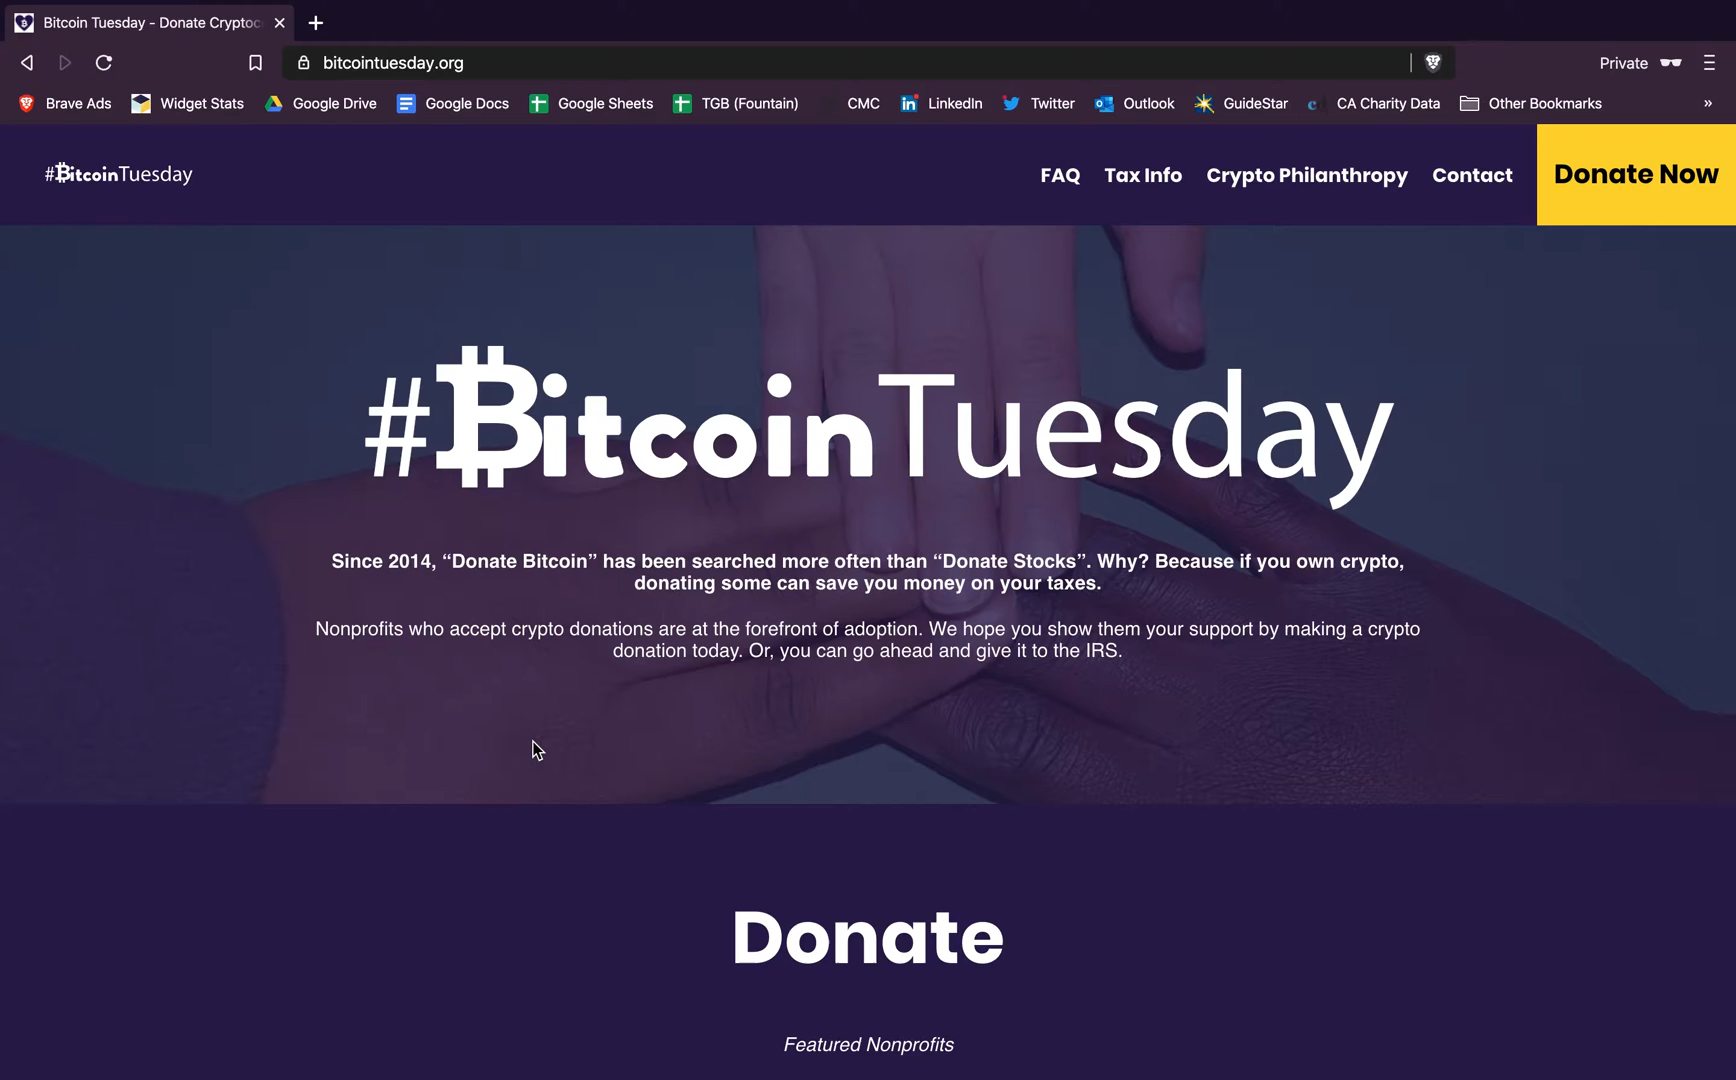 Bitcoin Tuesday - Donate Cryptoc
bitcointuesday.org
Private
Brave Ads
Widget Stats
Google Drive
Google Docs
Google Sheets
TGB (Fountain)
CMC
LinkedIn
Twitter
Outlook
GuideStar
CA Charity Data
Other Bookmarks
»
#BitcoinTuesday
FAQ
Tax Info
Crypto Philanthropy
Contact
Donate Now
#BitcoinTuesday
Since 2014, “Donate Bitcoin” has been searched more often than “Donate Stocks”. Why? Because if you own crypto,
donating some can save you money on your taxes.
Nonprofits who accept crypto donations are at the forefront of adoption. We hope you show them your support by making a crypto
donation today. Or, you can go ahead and give it to the IRS.
Donate
Featured Nonprofits